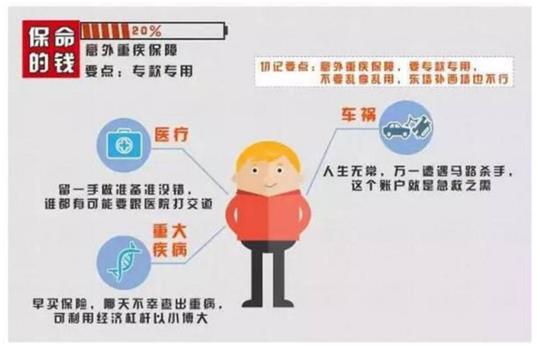 保命
的钱
20%
意外重疾保障
要点：专款专用
切记要点：意外重疾保障，要专款专用，
不要乱像乱用，东墙补西墙也不行
医疗
留一手做准备准没错，
谁都有可能要跟医院打交道
车祸
人生无常，万一遭遇马路杀手，
这个账户就是急救之需
重大
疾病
早买保险，哪天不幸查出重病，
可利用经济杠杆以小博大